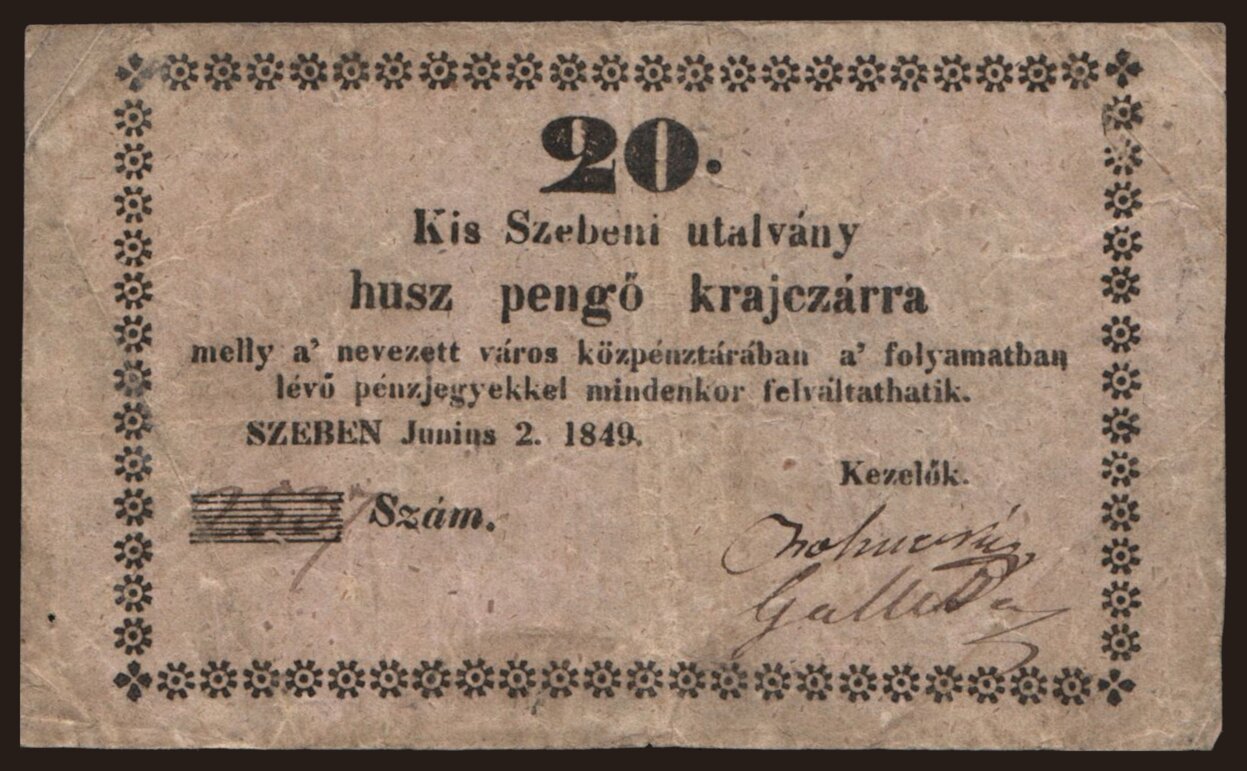 20.
Kis Szebeni utalvány
husz pengő krajczárra
melly a' nevezett város közpénztárában a' folyamatban
lévő pénzjegyekkel mindenkor felváltathatik.
SZEBEN Junius 2. 1849.
Kezelők.
Szám.